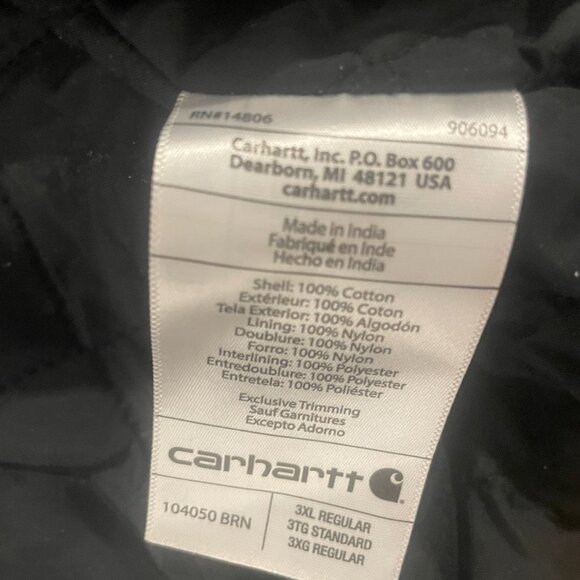 RN#14806
906094
Carhartt, Inc. P.O. Box 600
Dearborn, MI 48121 USA
carhartt.com
Made in India
Fabriqué en Inde
Hecho en India
Shell: 100% Cotton
Extérieur: 100% Coton
Tela Exterior: 100% Algodón
Lining: 100% Nylon
Doublure: 100% Nylon
Forro: 100% Nylon
Interlining: 100% Polyester
Entredoublure: 100% Polyester
Entretela: 100% Poliéster
Exclusive Trimming
Sauf Garnitures
Excepto Adorno
carhartt
104050 BRN
3XL REGULAR
3TG STANDARD
3XG REGULAR